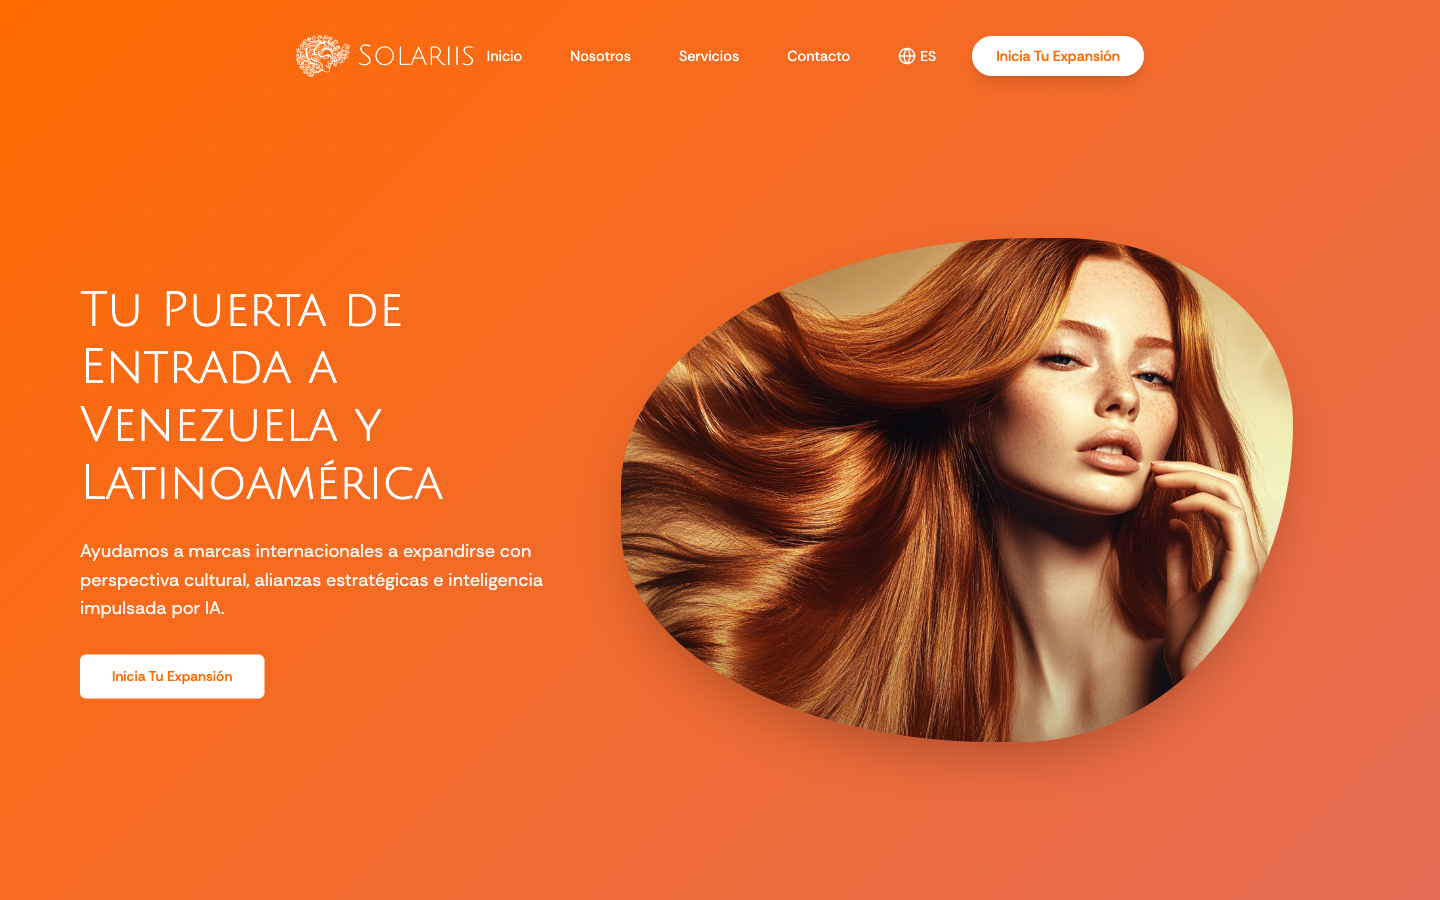 SOLARIIS Inicio Nosotros Servicios Contacto ES Inicia Tu Expansión
TU PUERTA DE
ENTRADA A
VENEZUELA Y
LATINOAMÉRICA
Ayudamos a marcas internacionales a expandirse con
perspectiva cultural, alianzas estratégicas e inteligencia
impulsada por IA.
Inicia Tu Expansión